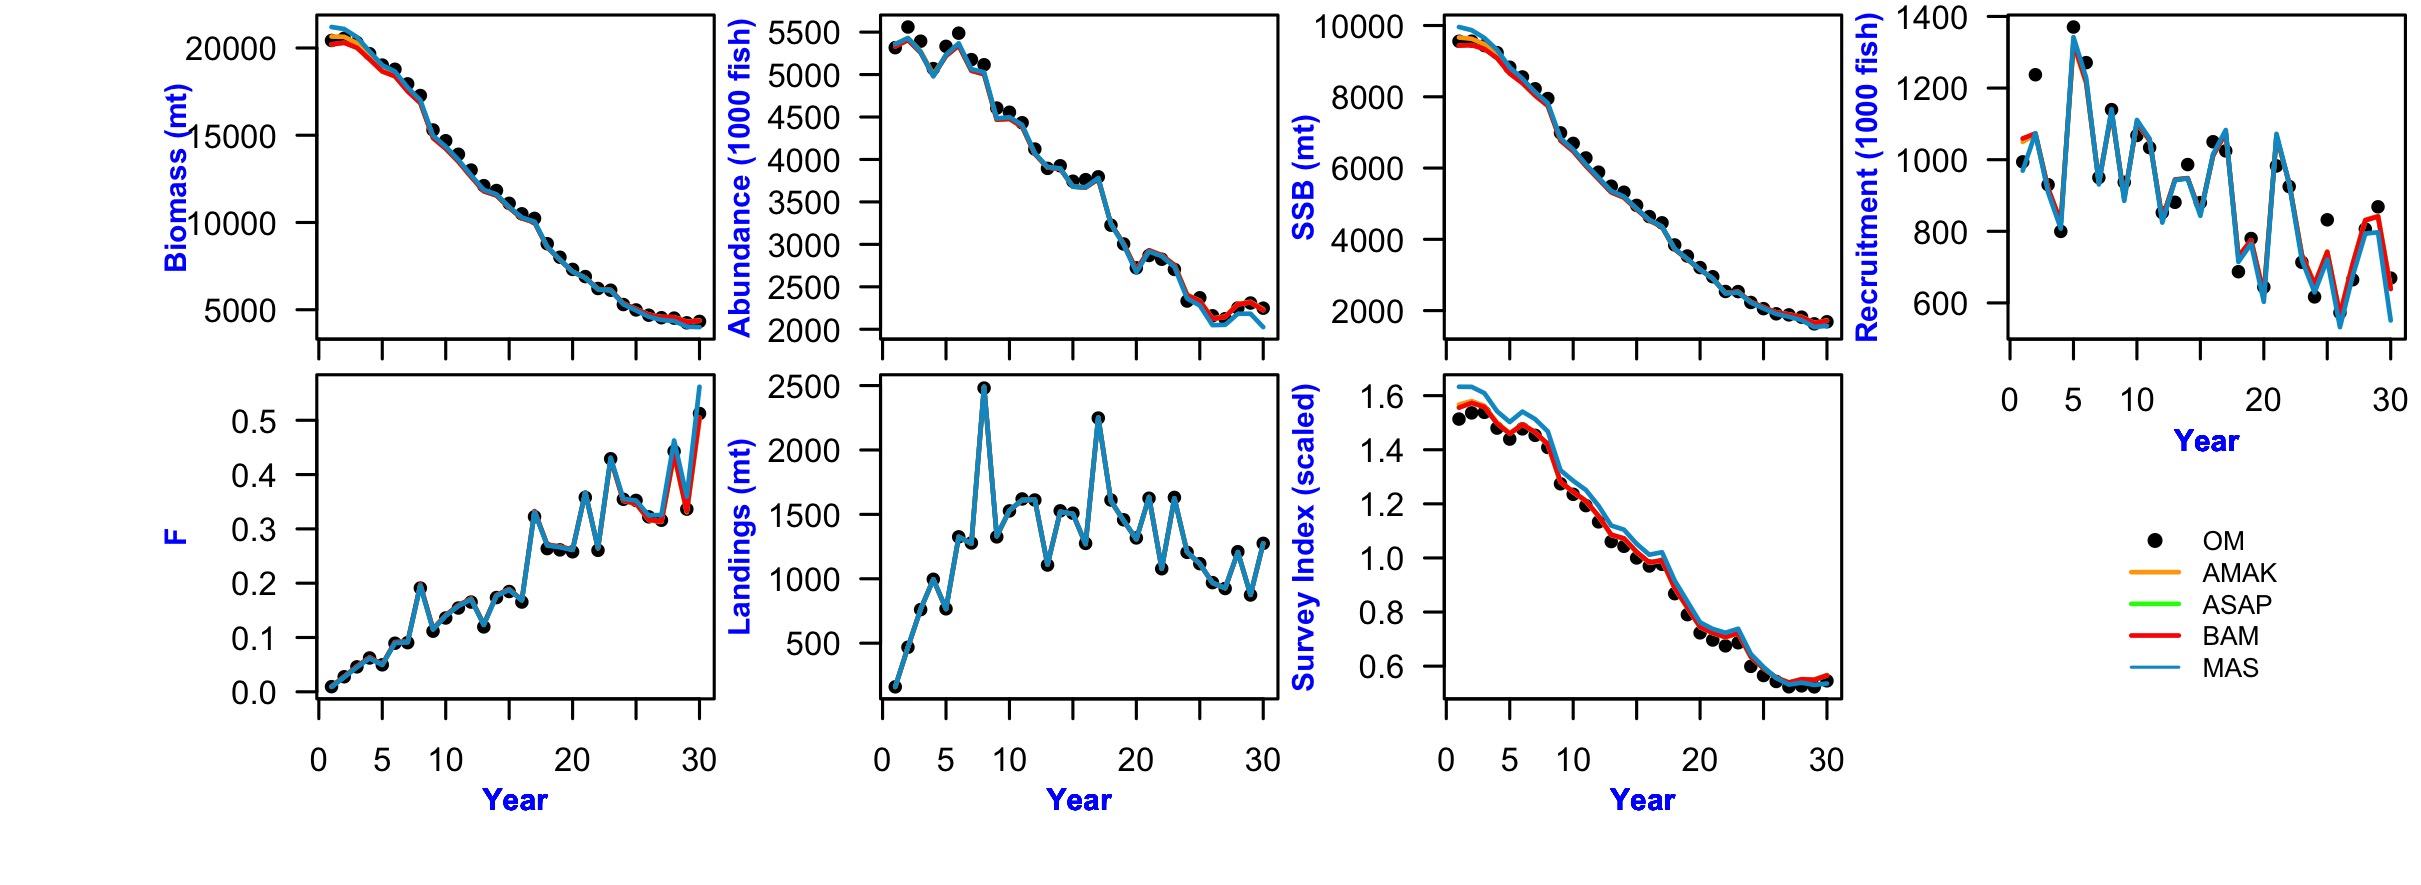 Biomass (mt)
20000
15000
10000
5000
Abundance (1000 fish)
5500
5000
4500
4000
3500
3000
2500
2000
SSB (mt)
10000
8000
6000
4000
2000
Recruitment (1000 fish)
1400
1200
1000
800
600
0 5 10 20 30
Year
F
0.5
0.4
0.3
0.2
0.1
0.0
0 5 10 20 30
Year
Landings (mt)
2500
2000
1500
1000
500
0 5 10 20 30
Year
Survey Index (scaled)
1.6
1.4
1.2
1.0
0.8
0.6
0 5 10 20 30
Year
OM
AMAK
ASAP
BAM
MAS